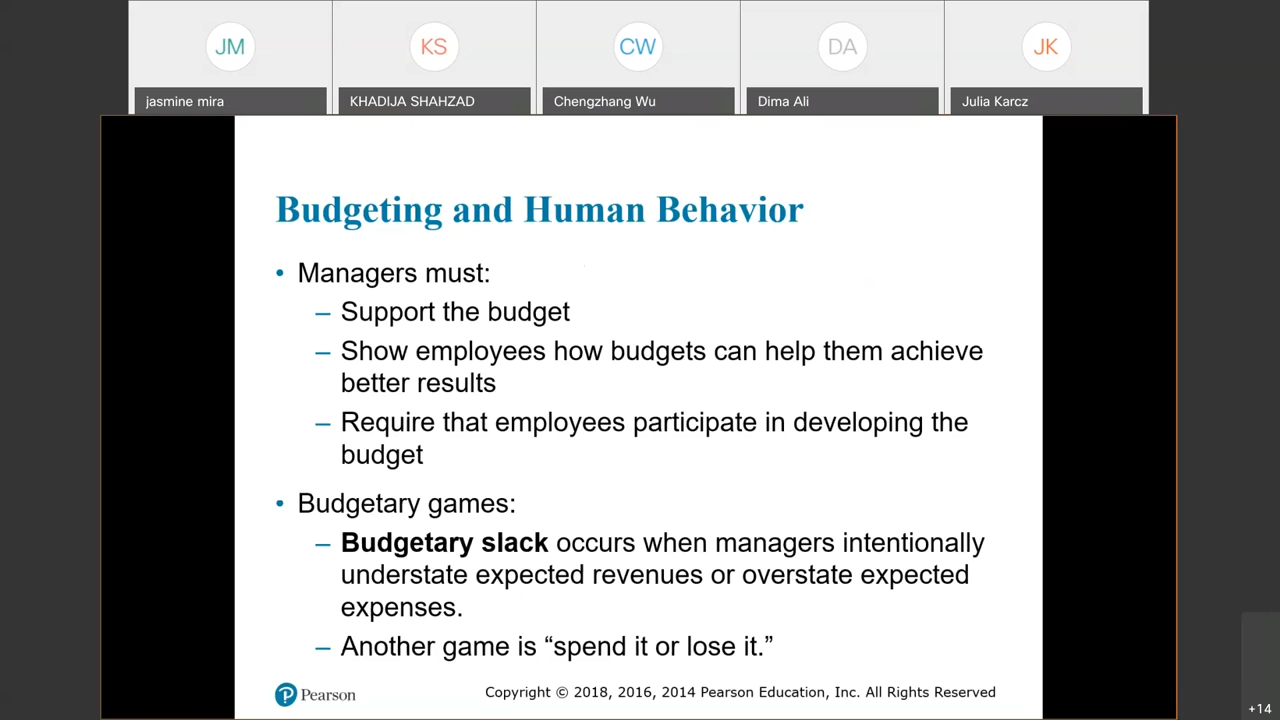 JM
KS
CW
DA
JK
jasmine mira
KHADIJA SHAHZAD
Chengzhang Wu
Dima Ali
Julia Karcz
Budgeting and Human Behavior
• Managers must:
– Support the budget
– Show employees how budgets can help them achieve
better results
– Require that employees participate in developing the
budget
• Budgetary games:
– Budgetary slack occurs when managers intentionally
understate expected revenues or overstate expected
expenses.
– Another game is “spend it or lose it.”
P Pearson
Copyright © 2018, 2016, 2014 Pearson Education, Inc. All Rights Reserved
+14